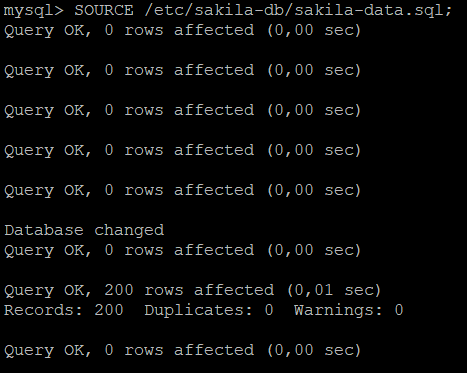 mysql> SOURCE /etc/sakila-db/sakila-data.sql;
Query OK, 0 rows affected (0,00 sec)
Query OK, 0 rows affected (0,00 sec)
Query OK, 0 rows affected (0,00 sec)
Query OK, 0 rows affected (0,00 sec)
Query OK, 0 rows affected (0,00 sec)
Database changed
Query OK, 0 rows affected (0,00 sec)
Query OK, 200 rows affected (0,01 sec)
Records: 200  Duplicates: 0  Warnings: 0
Query OK, 0 rows affected (0,00 sec)